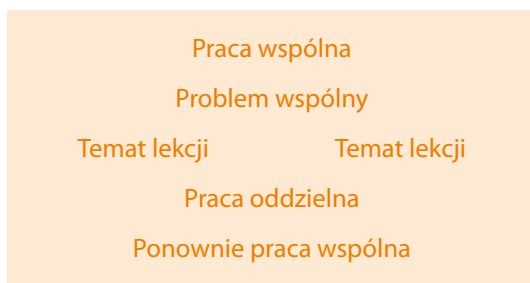 Praca wspólna
Problem wspólny
Temat lekcji Temat lekcji
Praca oddzielna
Ponownie praca wspólna